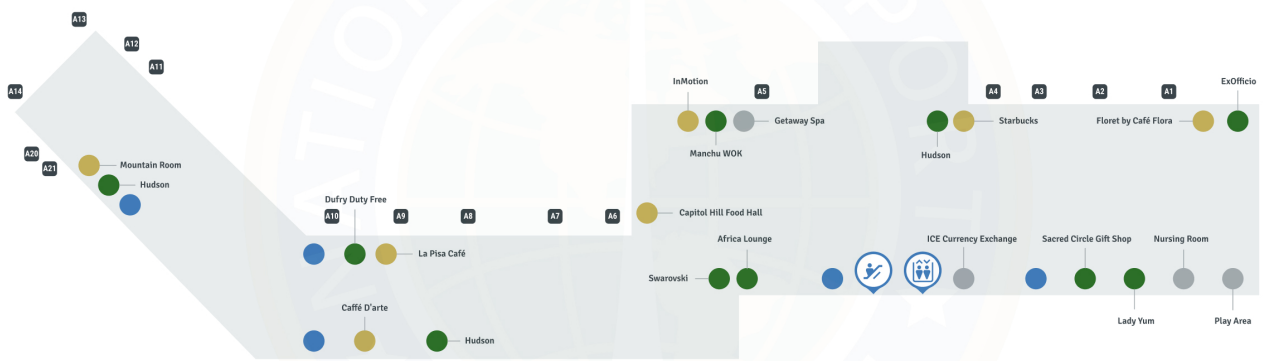 A13
A12
A11
A14
InMotion
A5
A4
A3
A2
A1
ExOfficio
Getaway Spa
Starbucks
Floret by Café Flora
Manchu WOK
Hudson
A20
A21
Mountain Room
Hudson
Dufry Duty Free
A10
A9
A8
A7
A6
Capitol Hill Food Hall
La Pisa Café
Africa Lounge
ICE Currency Exchange
Sacred Circle Gift Shop
Nursing Room
Swarovski
Caffé D'arte
Hudson
Lady Yum
Play Area
NATIONAL
PORT